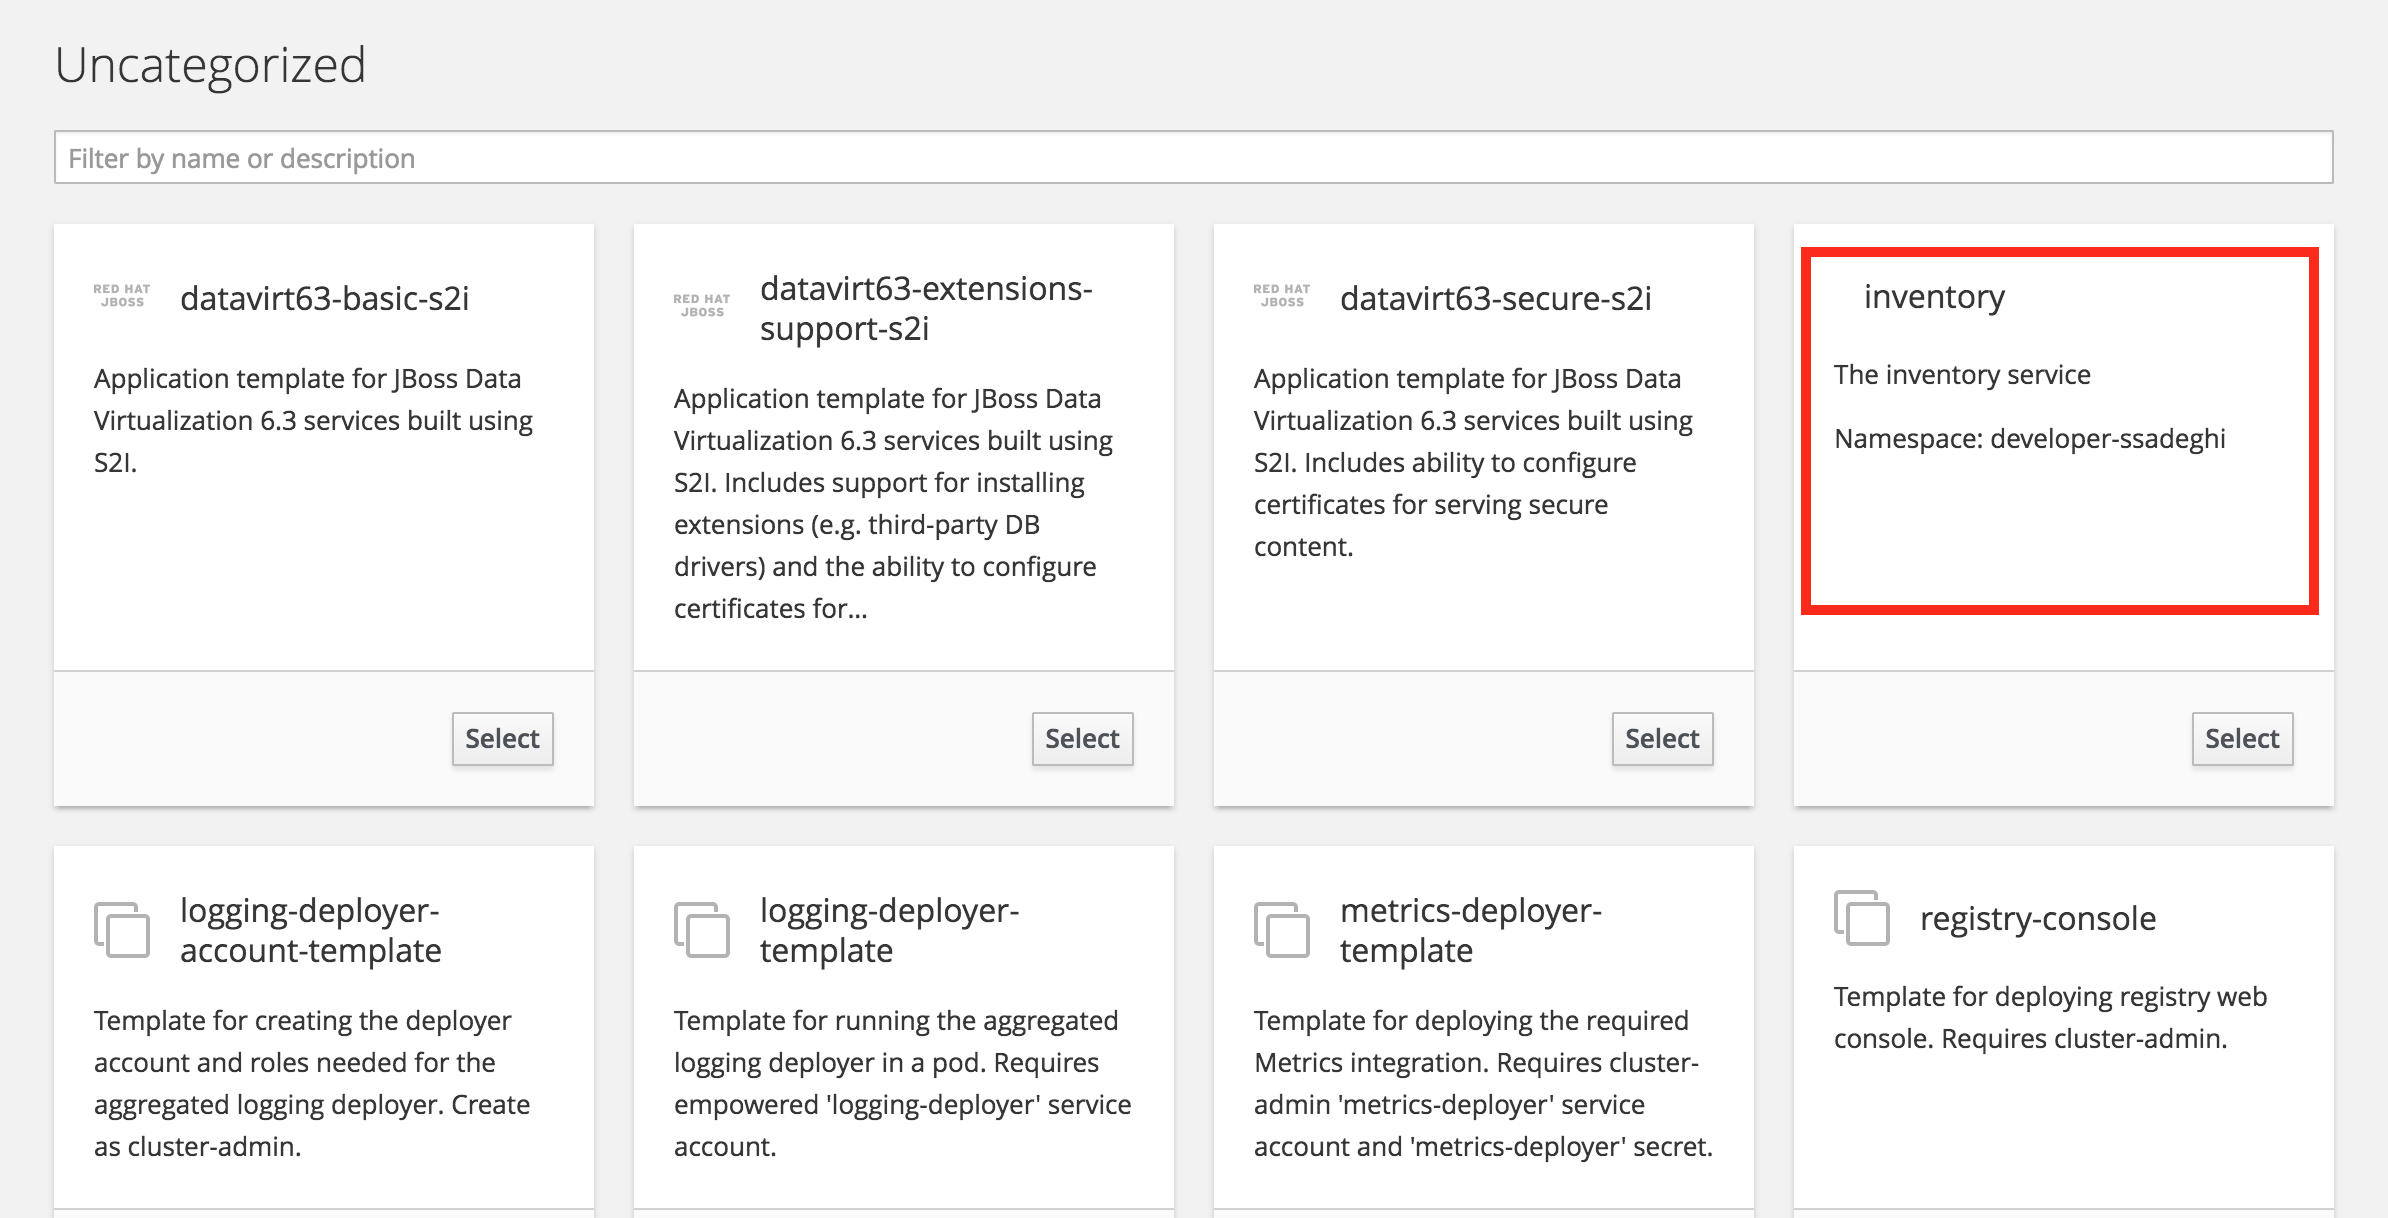 Uncategorized
Filter by name or description
RED HAT
JBOSS
datavirt63-basic-s2i
Application template for JBoss Data
Virtualization 6.3 services built using
S2I.
Select
RED HAT
JBOSS
datavirt63-extensions-
support-s2i
Application template for JBoss Data
Virtualization 6.3 services built using
S2I. Includes support for installing
extensions (e.g. third-party DB
drivers) and the ability to configure
certificates for...
Select
RED HAT
JBOSS
datavirt63-secure-s2i
Application template for JBoss Data
Virtualization 6.3 services built using
S2I. Includes ability to configure
certificates for serving secure
content.
Select
inventory
The inventory service
Namespace: developer-ssadeghi
Select
logging-deployer-
account-template
Template for creating the deployer
account and roles needed for the
aggregated logging deployer. Create
as cluster-admin.
logging-deployer-
template
Template for running the aggregated
logging deployer in a pod. Requires
empowered 'logging-deployer' service
account.
metrics-deployer-
template
Template for deploying the required
Metrics integration. Requires cluster-
admin 'metrics-deployer' service
account and 'metrics-deployer' secret.
registry-console
Template for deploying registry web
console. Requires cluster-admin.